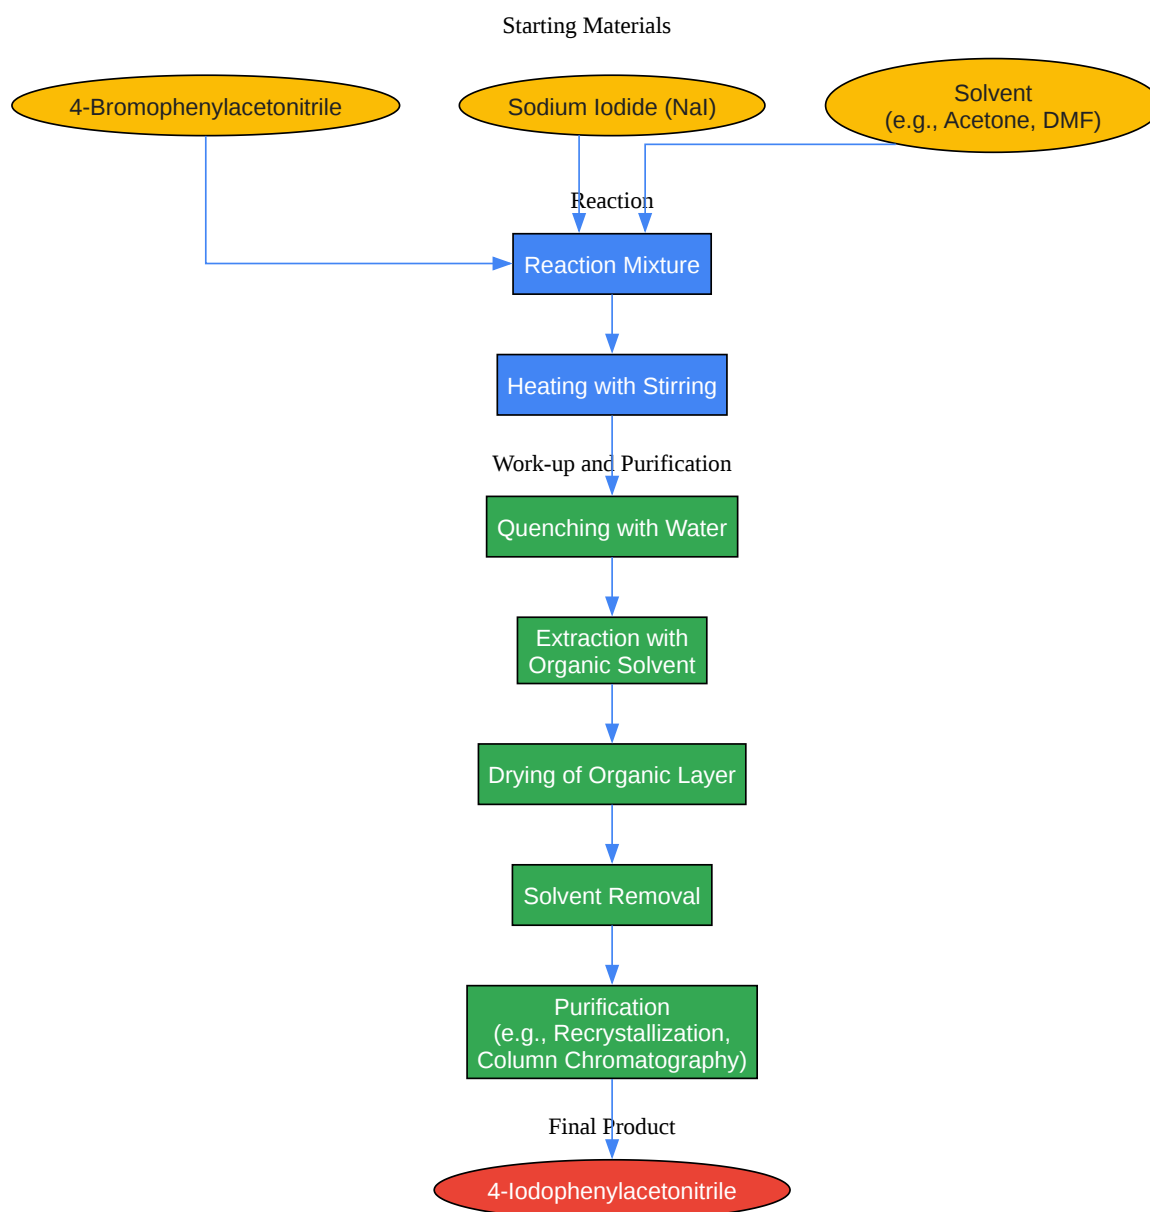 Starting Materials
4-Bromophenylacetonitrile
Sodium Iodide (NaI)
Solvent
(e.g., Acetone, DMF)
Reaction
Reaction Mixture
Heating with Stirring
Work-up and Purification
Quenching with Water
Extraction with
Organic Solvent
Drying of Organic Layer
Solvent Removal
Purification
(e.g., Recrystallization,
Column Chromatography)
Final Product
4-Iodophenylacetonitrile